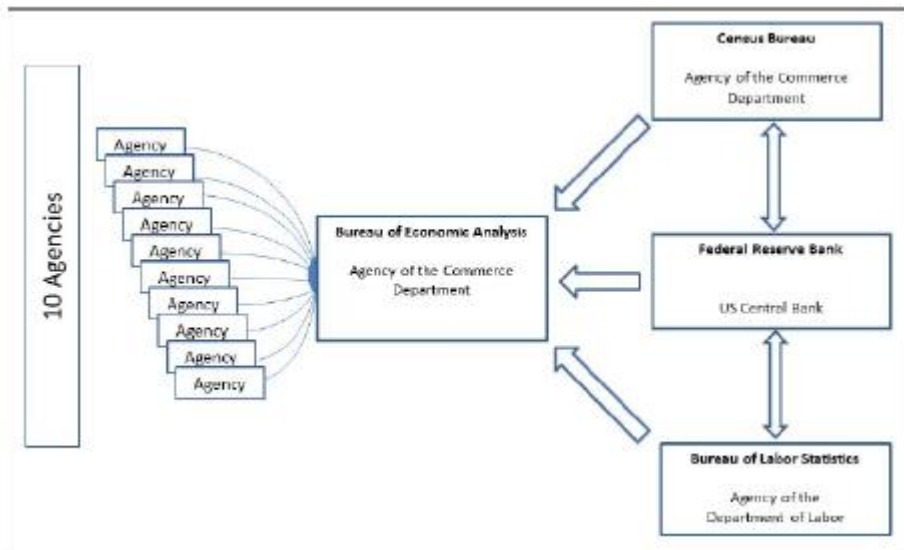 10 Agencies
Agency
Agency
Agency
Agency
Agency
Agency
Agency
Agency
Agency
Agency
Bureau of Economic Analysis
Agency of the Commerce
Department
Census Bureau
Agency of the Commerce
Department
Federal Reserve Bank
US Central Bank
Bureau of Labor Statistics
Agency of the
Department of Labor